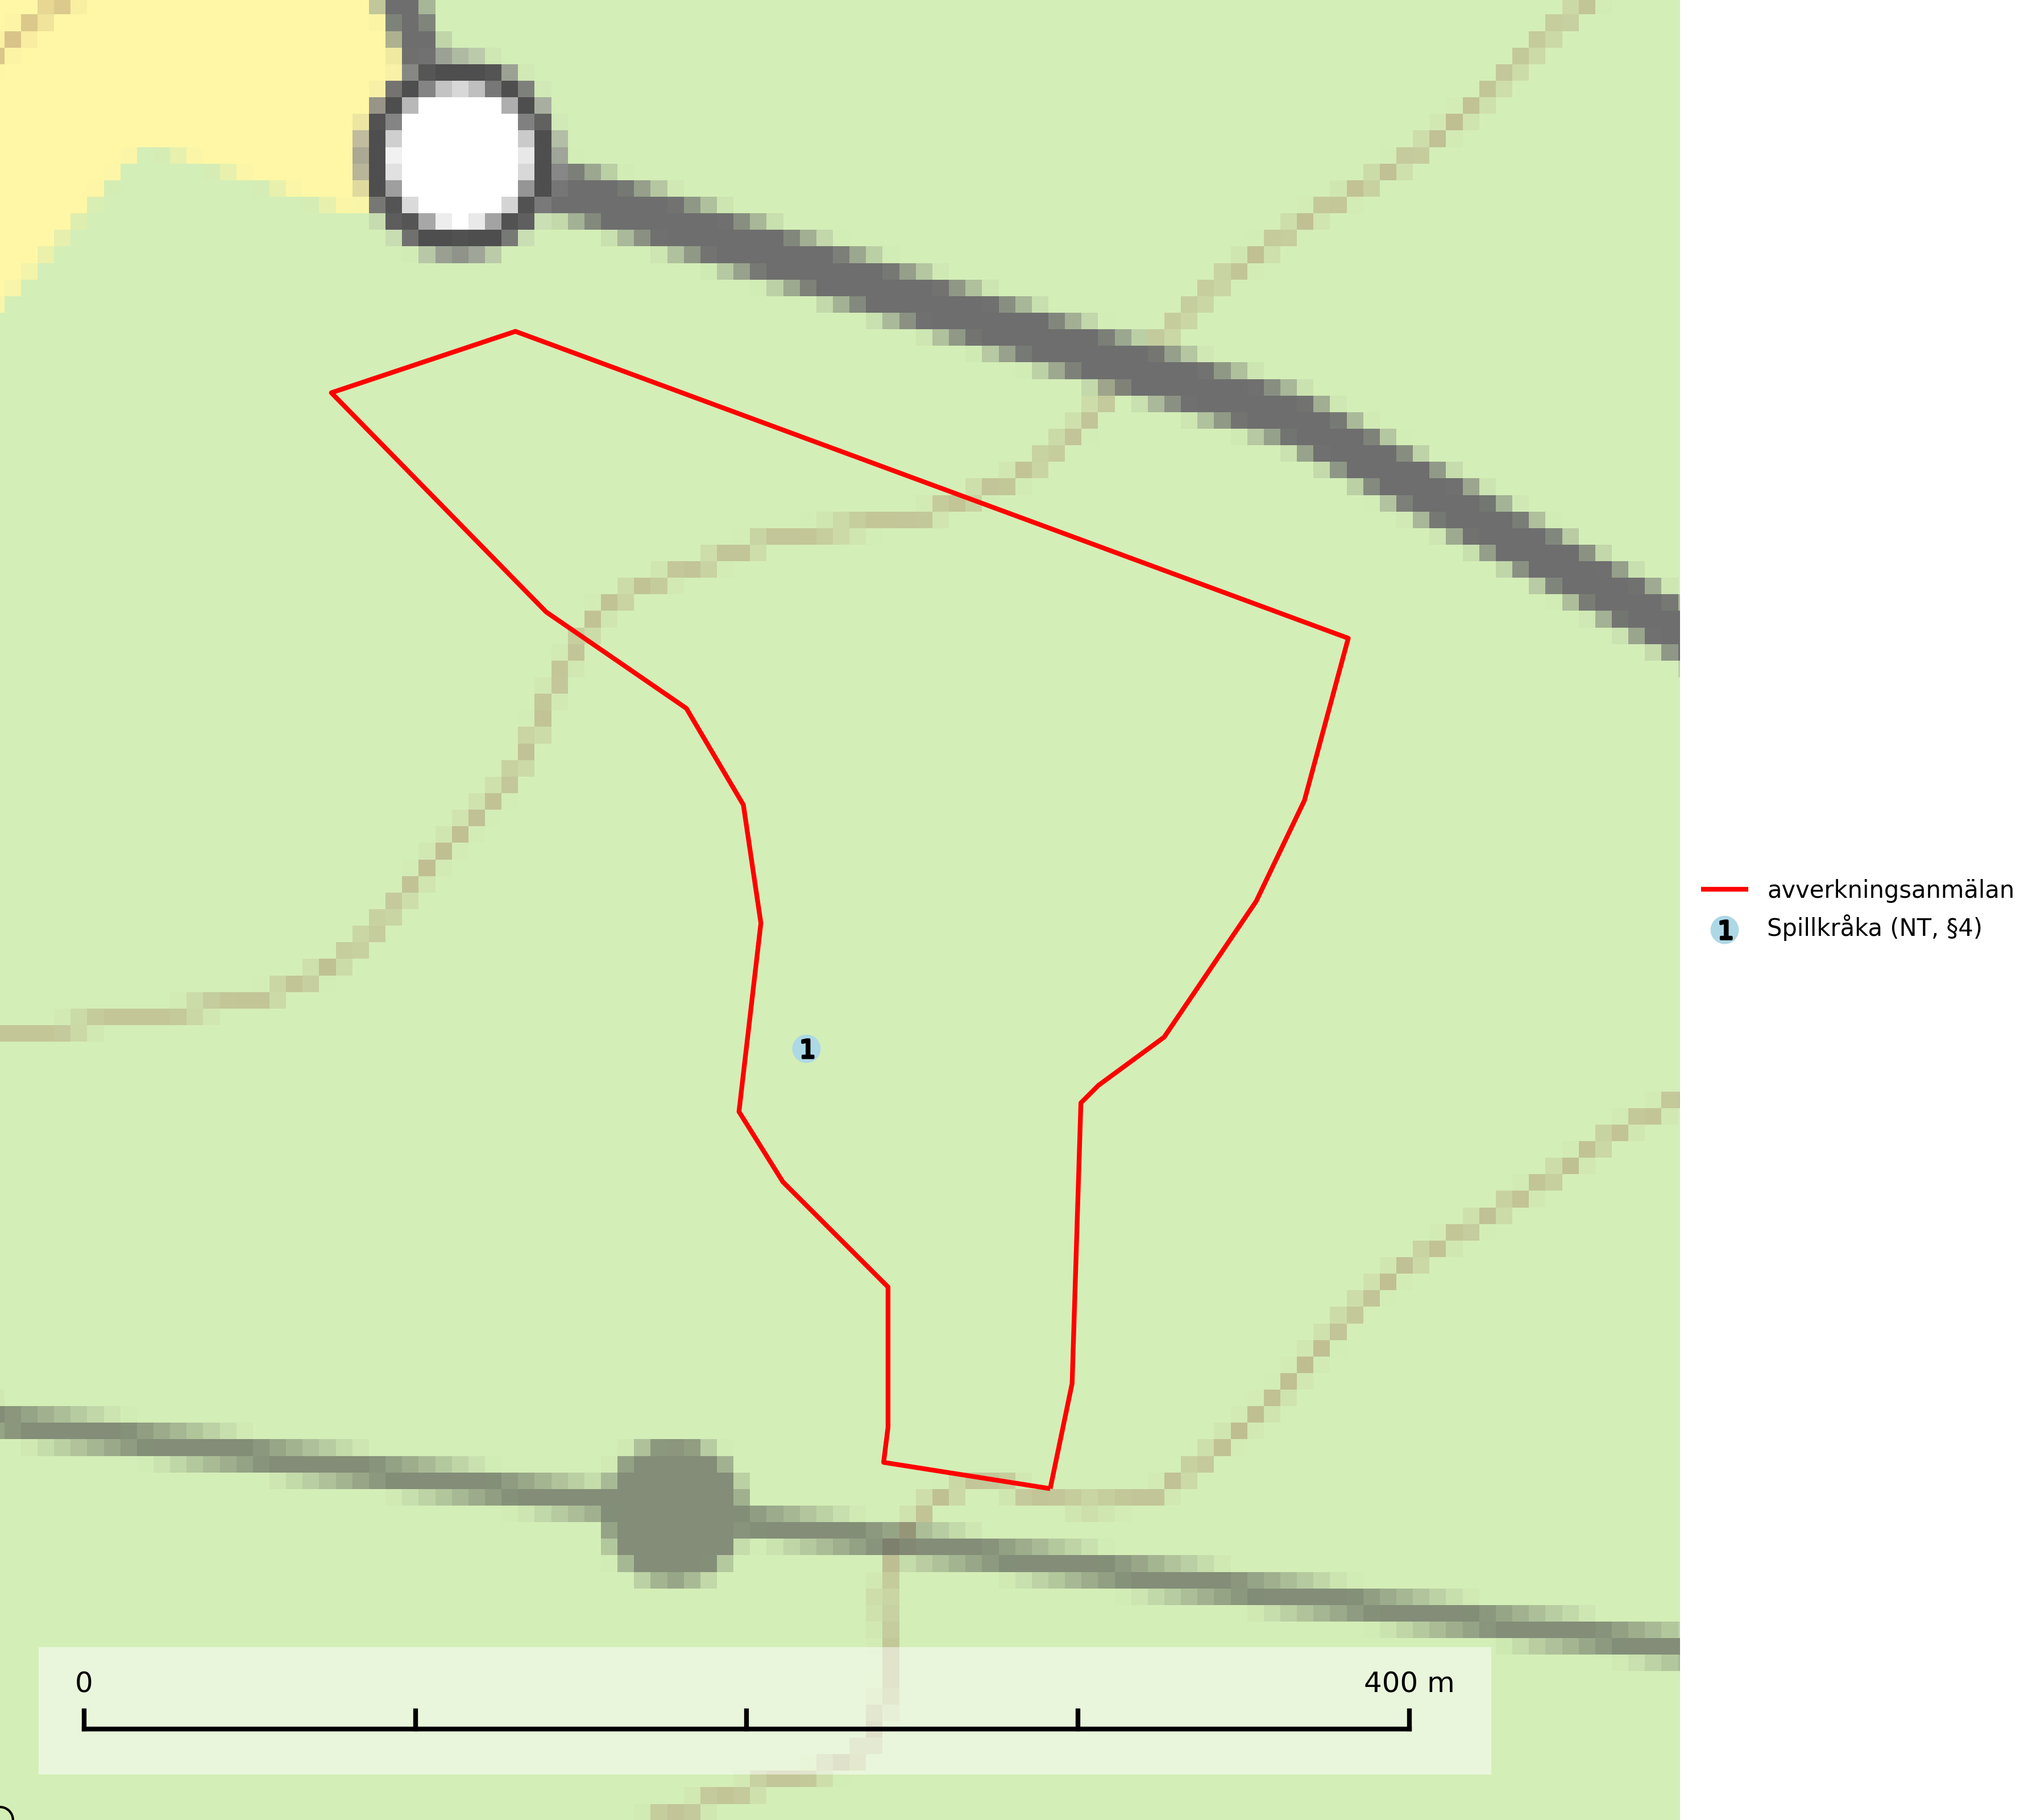 avverkningsanmälan
1 Spillkråka (NT, §4)
1
0 400 m